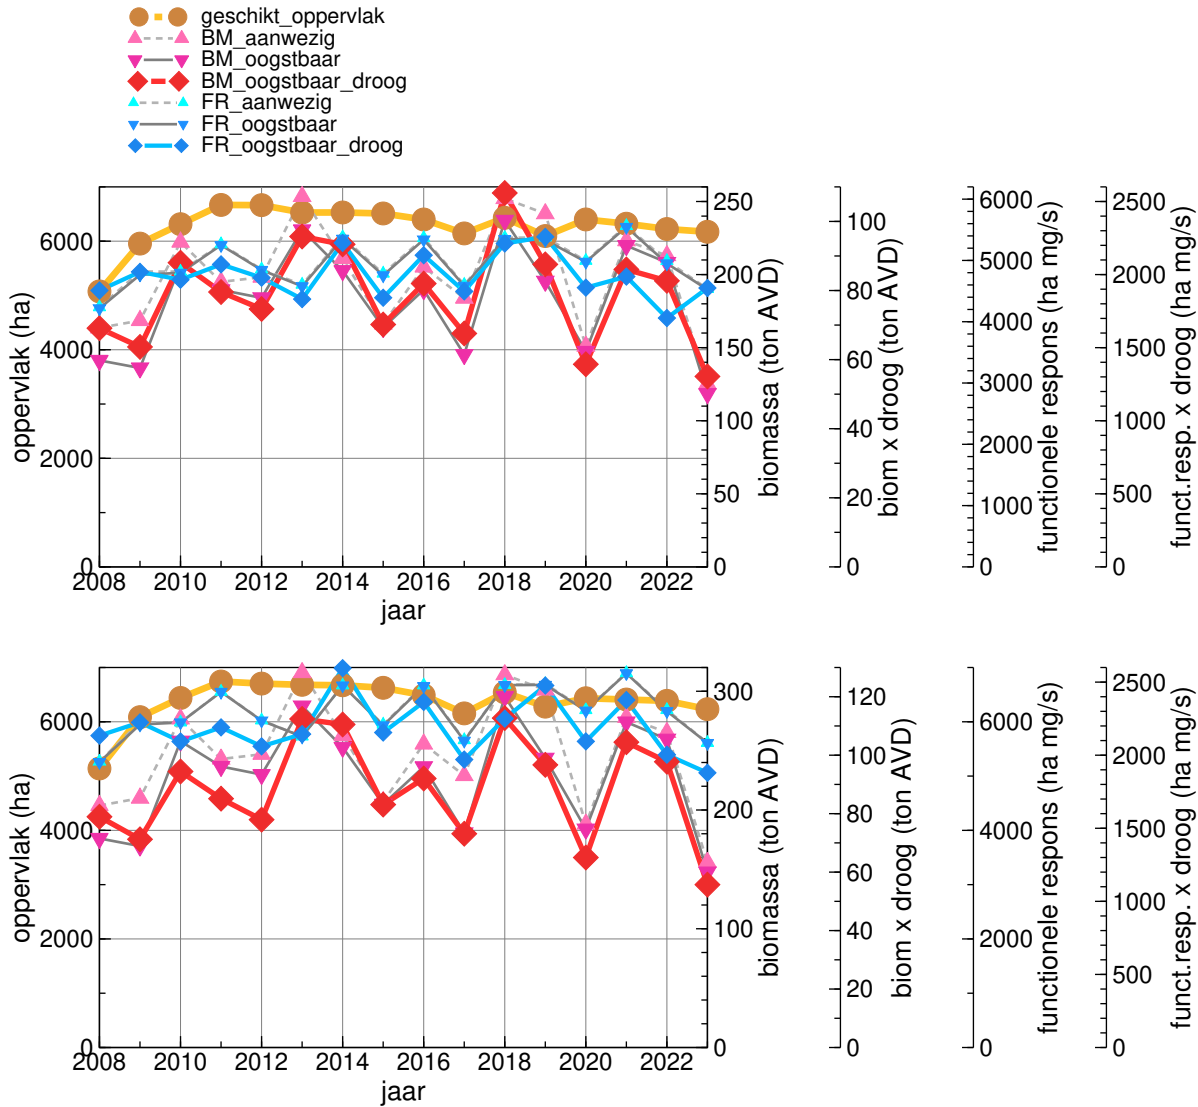 geschikt_oppervlak
BM_aanwezig
BM_oogstbaar
BM_oogstbaar_droog
FR_aanwezig
FR_oogstbaar
FR_oogstbaar_droog
oppervlak (ha)
0
2000
4000
6000
2008 2010 2012 2014 2016 2018 2020 2022
jaar
biomassa (ton AVD)
0
50
100
150
200
250
biom x droog (ton AVD)
0
20
40
60
80
100
functionele respons (ha mg/s)
0
1000
2000
3000
4000
5000
6000
funct.resp. x droog (ha mg/s)
0
500
1000
1500
2000
2500
oppervlak (ha)
0
2000
4000
6000
2008 2010 2012 2014 2016 2018 2020 2022
jaar
biomassa (ton AVD)
0
100
200
300
biom x droog (ton AVD)
0
20
40
60
80
100
120
functionele respons (ha mg/s)
0
2000
4000
6000
funct.resp. x droog (ha mg/s)
0
500
1000
1500
2000
2500